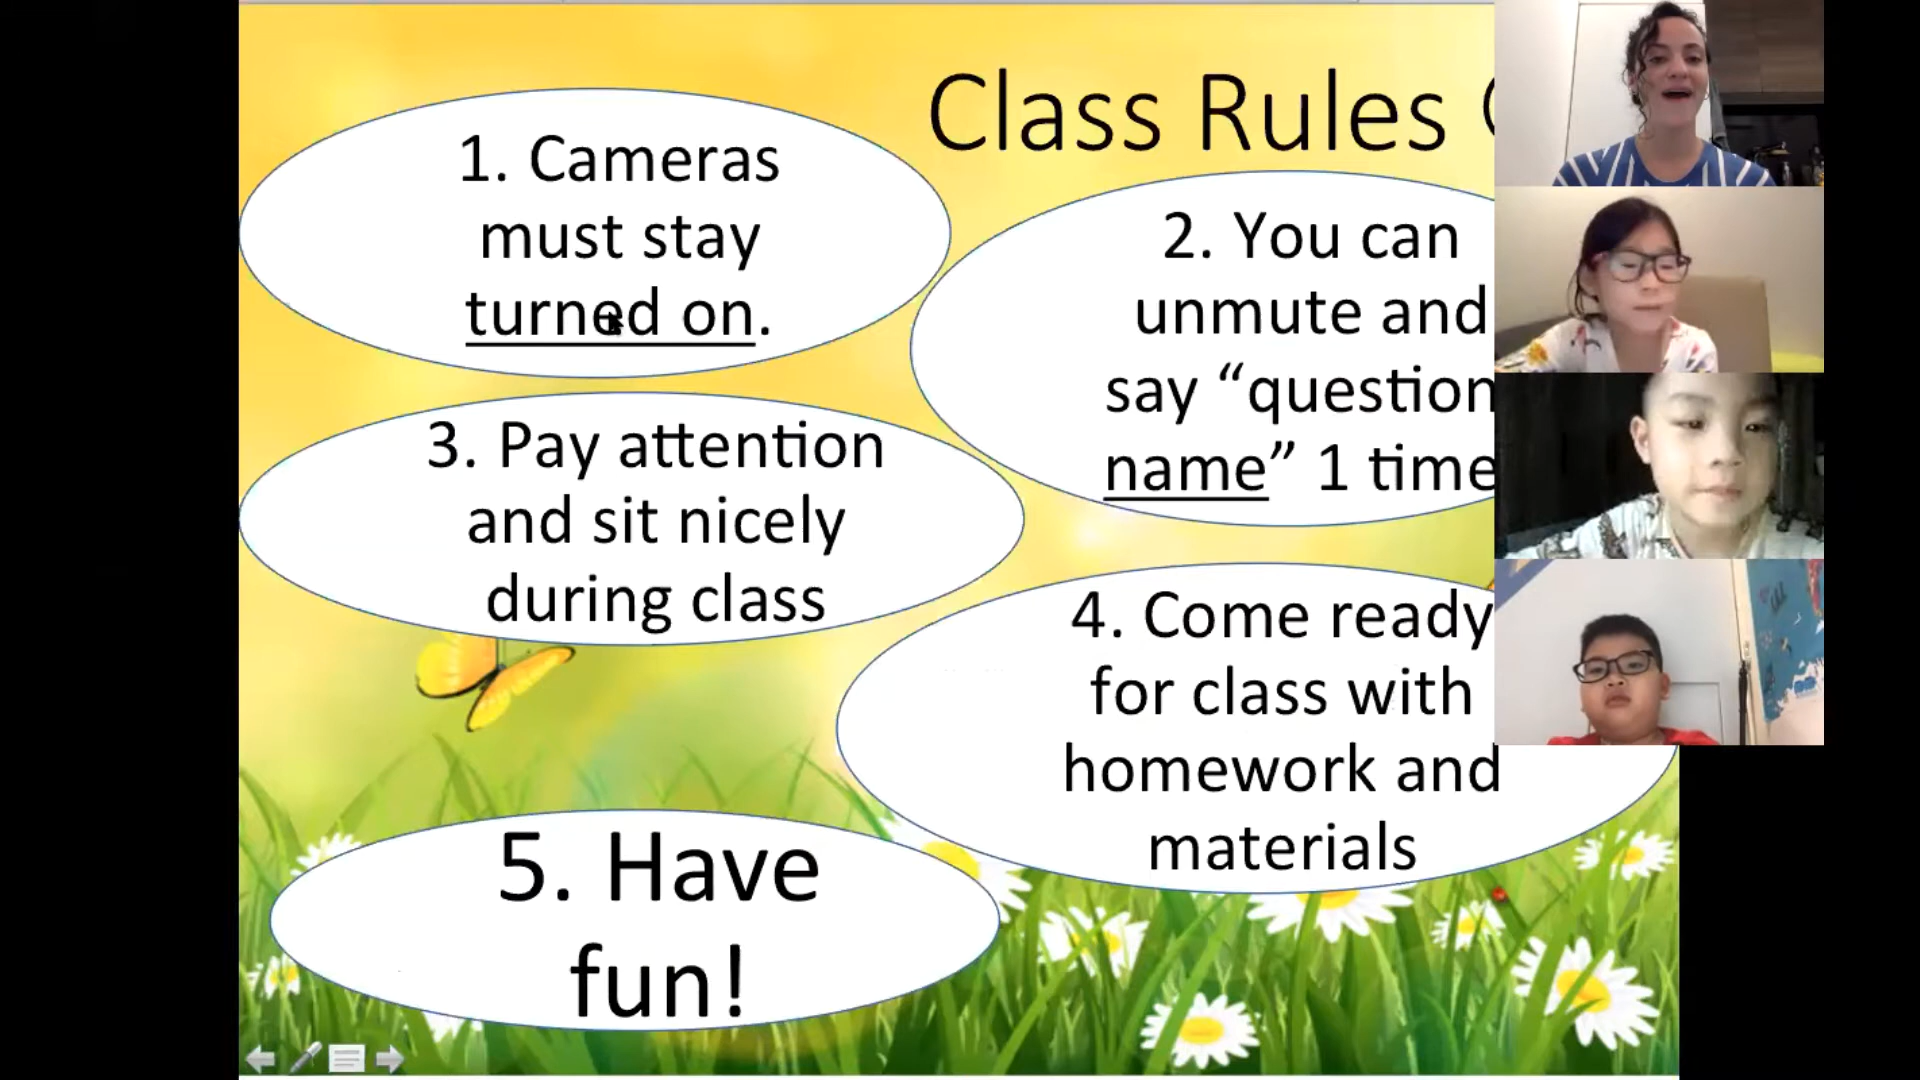 Class Rules
1. Cameras
must stay
turned on.
2. You can
unmute and
say “question
name” 1 time
3. Pay attention
and sit nicely
during class
4. Come ready
for class with
homework and
materials
5. Have
fun!